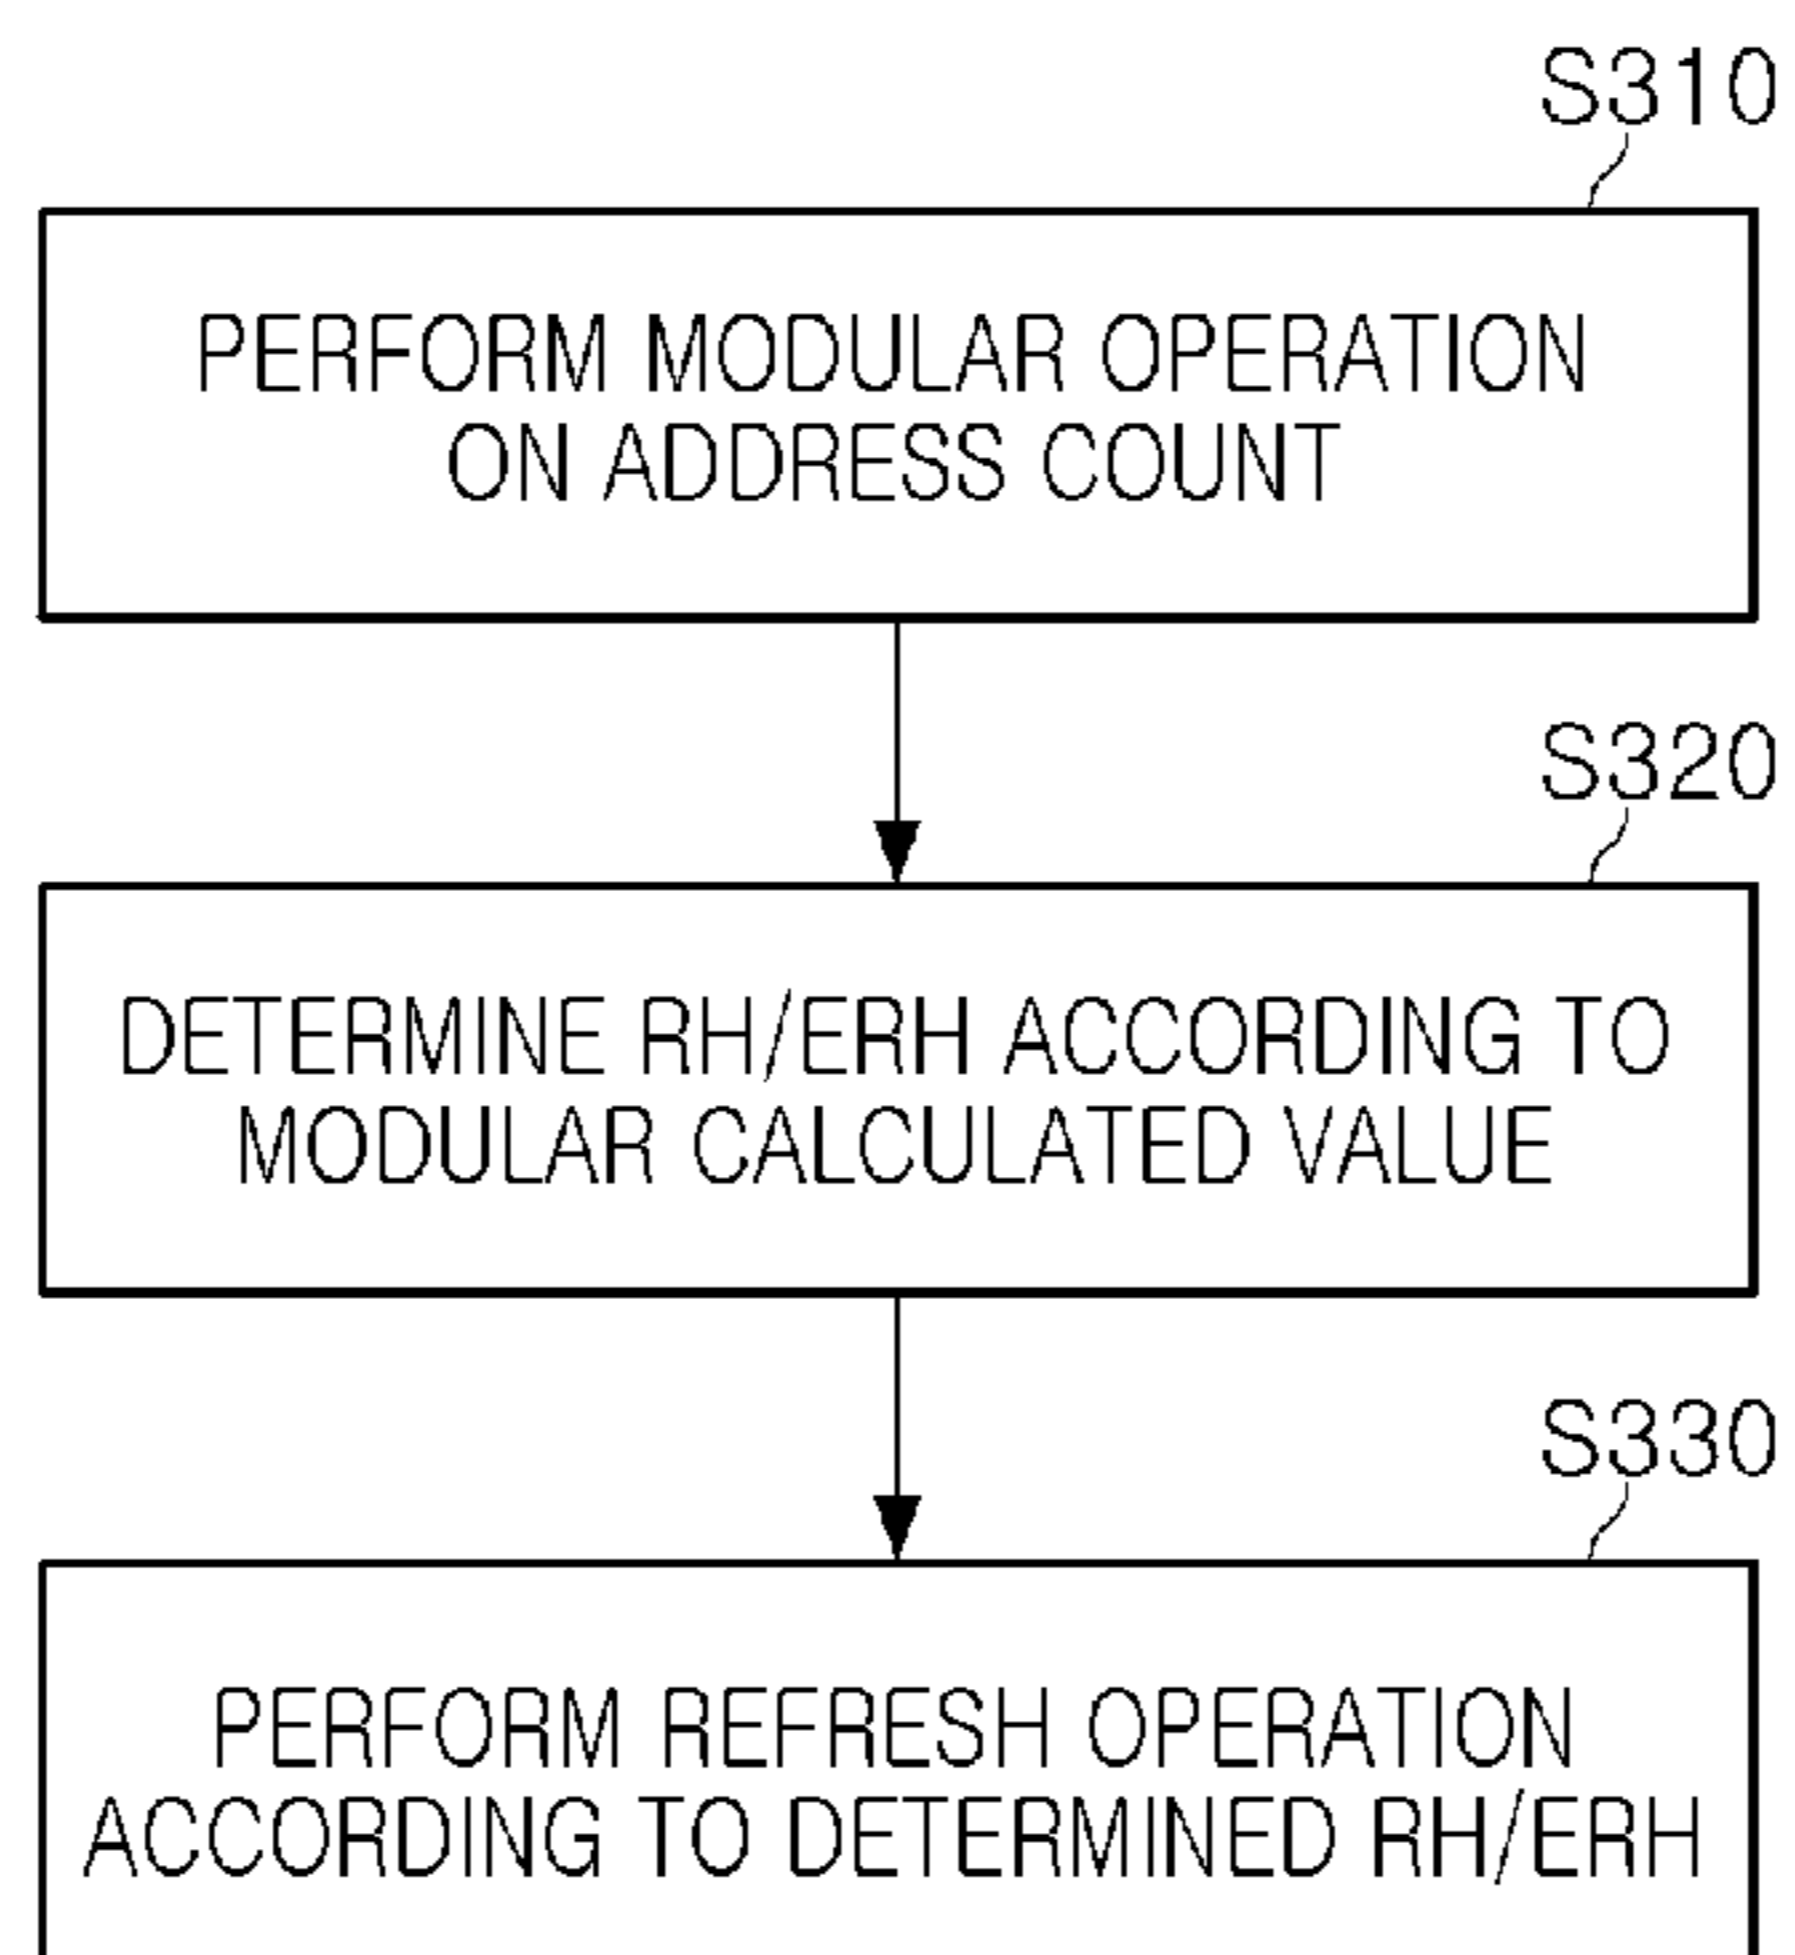 S310
PERFORM MODULAR OPERATION
ON ADDRESS COUNT
S320
DETERMINE RH/ERH ACCORDING TO
MODULAR CALCULATED VALUE
S330
PERFORM REFRESH OPERATION
ACCORDING TO DETERMINED RH/ERH